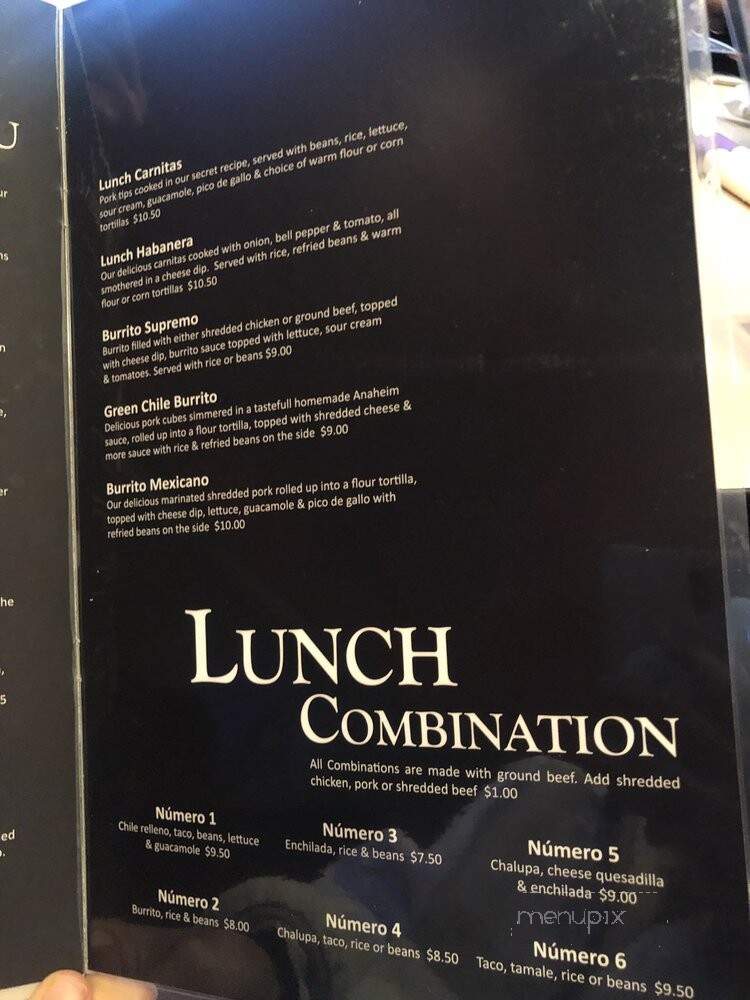 U
ur
ns
n
e,
er
he
5
ed
Lunch Carnitas
Pork tips cooked in our secret recipe, served with beans, rice, lettuce,
sour cream, guacamole, pico de gallo & choice of warm flour or corn
tortillas $10.50
Lunch Habanera
Our delicious carnitas cooked with onion, bell pepper & tomato, all
smothered in a cheese dip. Served with rice, refried beans & warm
flour or corn tortillas $10.50
Burrito Supremo
Burrito filled with either shredded chicken or ground beef, topped
with cheese dip, burrito sauce topped with lettuce, sour cream
& tomatoes. Served with rice or beans $9.00
Green Chile Burrito
Delicious pork cubes simmered in a tastefull homemade Anaheim
sauce, rolled up into a flour tortilla, topped with shredded cheese &
more sauce with rice & refried beans on the side $9.00
Burrito Mexicano
Our delicious marinated shredded pork rolled up into a flour tortilla,
topped with cheese dip, lettuce, guacamole & pico de gallo with
refried beans on the side $10.00
LUNCH
COMBINATION
All Combinations are made with ground beef. Add shredded
chicken, pork or shredded beef $1.00
Número 1
Chile relleno, taco, beans, lettuce
& guacamole $9.50
Número 2
Burrito, rice & beans $8.00
Número 3
Enchilada, rice & beans $7.50
Número 4
Chalupa, taco, rice or beans $8.50
Número 5
Chalupa, cheese quesadilla
& enchilada $9.00
Número 6
Taco, tamale, rice or beans $9.50
menupix